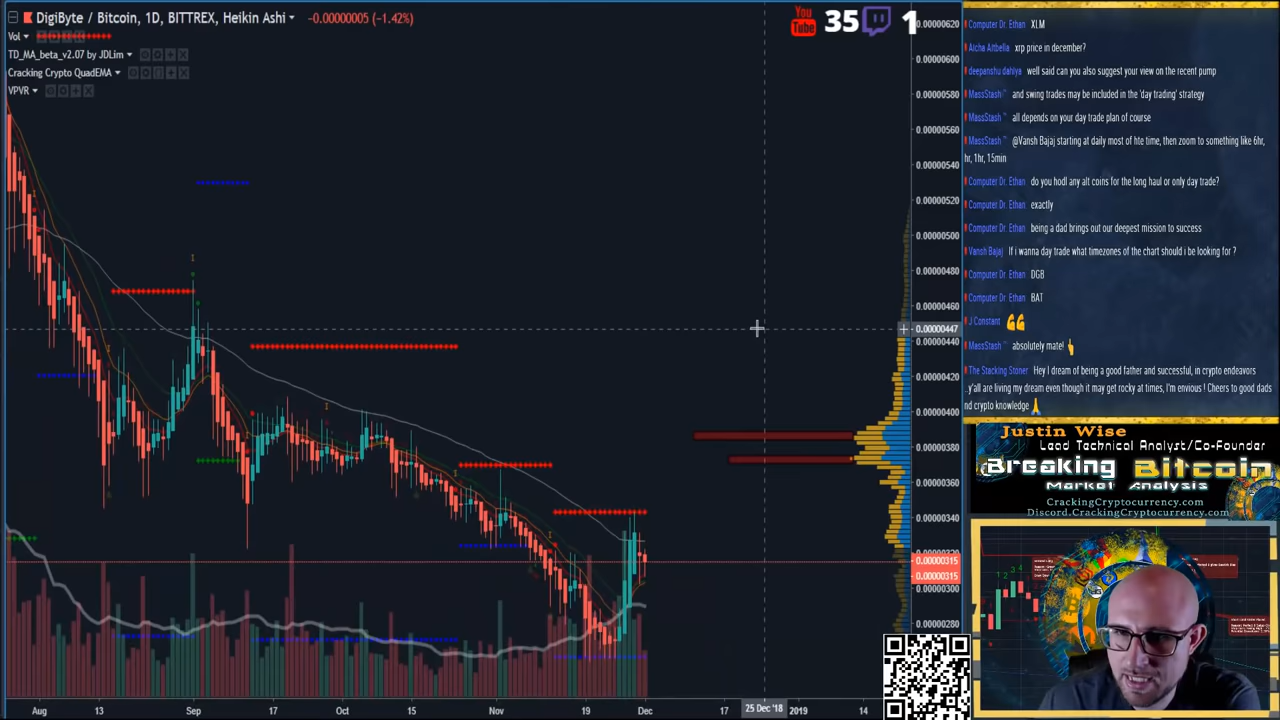 DigiByte / Bitcoin, 1D, BITTREX, Heikin Ashi
-0.00000005 (-1.42%)
Vol
TD_MA_beta_v2.07 by JDLim
Cracking Crypto QuadEMA
VPVR
You
Tube
35
1
0.00000620
0.00000600
0.00000580
0.00000560
0.00000540
0.00000520
0.00000500
0.00000480
0.00000460
0.00000447
0.00000440
0.00000420
0.00000400
0.00000380
0.00000360
0.00000340
0.00000315
0.00000315
0.00000300
0.00000280
Aug
13
Sep
17
Oct
15
Nov
19
Dec
17
25 Dec '18
2019
14
Computer Dr. Ethan XLM
Aicha Aitbella xrp price in december?
deepanshu dahiya well said can you also suggest your view on the recent pump
MassStash and swing trades may be included in the 'day trading' strategy
MassStash all depends on your day trade plan of course
MassStash @Vansh Bajaj starting at daily most of hte time, then zoom to something like 6hr,
hr, 1hr, 15min
Computer Dr. Ethan do you hodl any alt coins for the long haul or only day trade?
Computer Dr. Ethan exactly
Computer Dr. Ethan being a dad brings out our deepest mission to success
Vansh Bajaj If i wanna day trade what timezones of the chart should i be looking for ?
Computer Dr. Ethan DGB
Computer Dr. Ethan BAT
J Constant
MassStash absolutely mate!
The Stacking Stoner Hey I dream of being a good father and successful, in crypto endeavors
..y'all are living my dream even though it may get rocky at times, I'm envious ! Cheers to good dads
nd crypto knowledge
Justin Wise
Lead Technical Analyst/Co-Founder
Breaking Bitcoin
Market Analysis
CrackingCryptocurrency.com
Discord.CrackingCryptocurrency.com